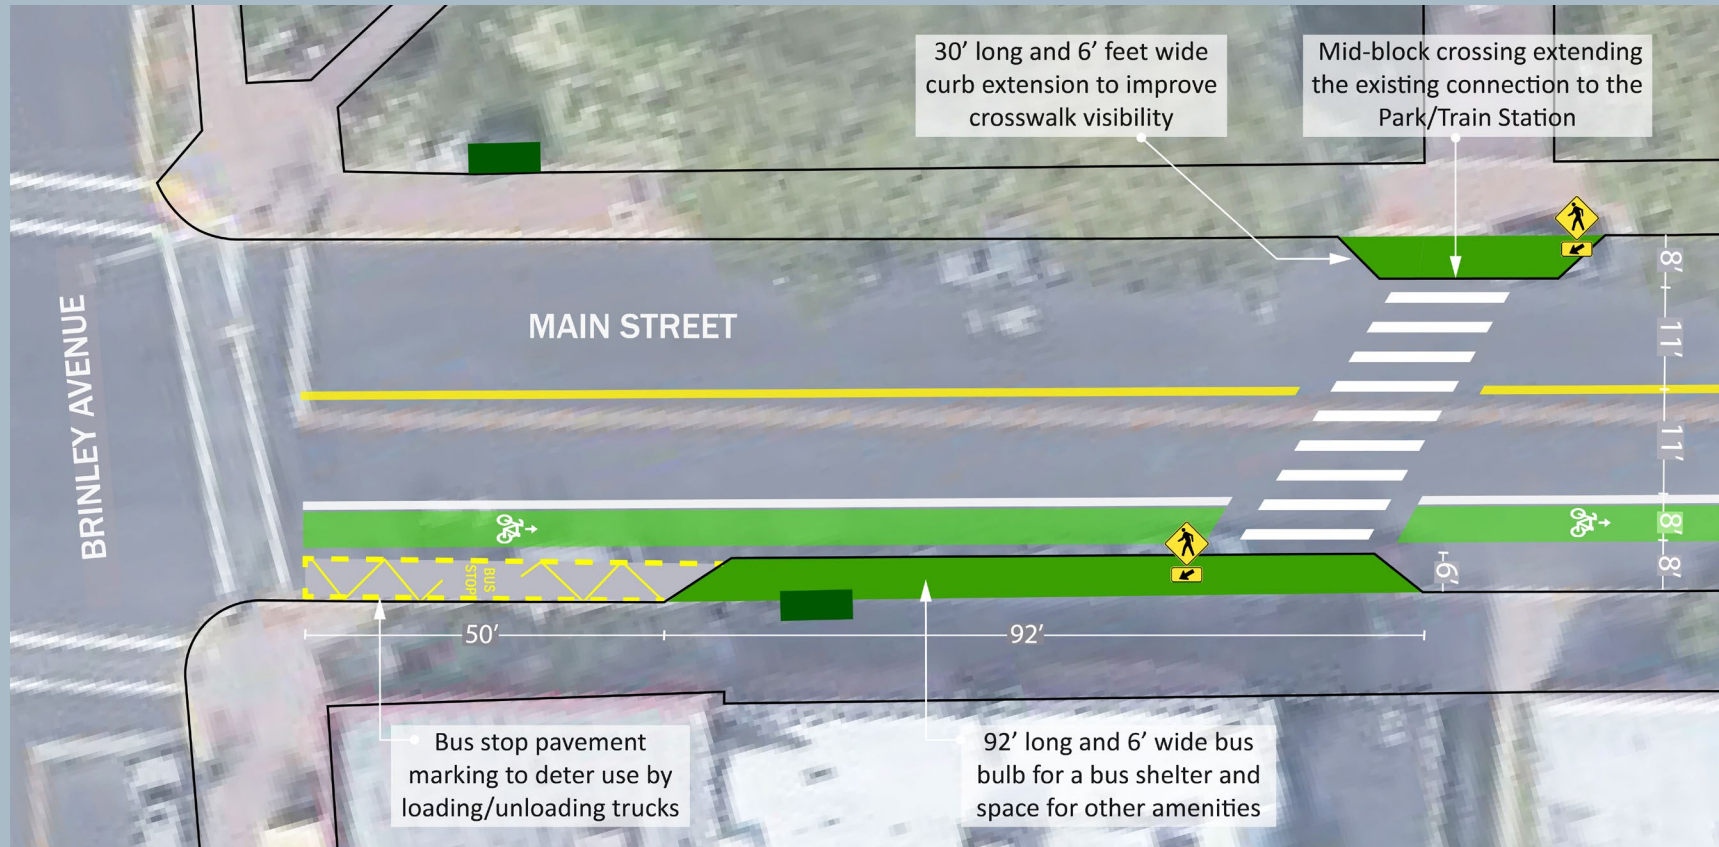 30’ long and 6’ feet wide
curb extension to improve
crosswalk visibility
Mid-block crossing extending
the existing connection to the
Park/Train Station
8’
11’
MAIN STREET
BRINLEY AVENUE
11’
8’
BUS
STOP
6’
8’
50’
92’
Bus stop pavement
marking to deter use by
loading/unloading trucks
92’ long and 6’ wide bus
bulb for a bus shelter and
space for other amenities